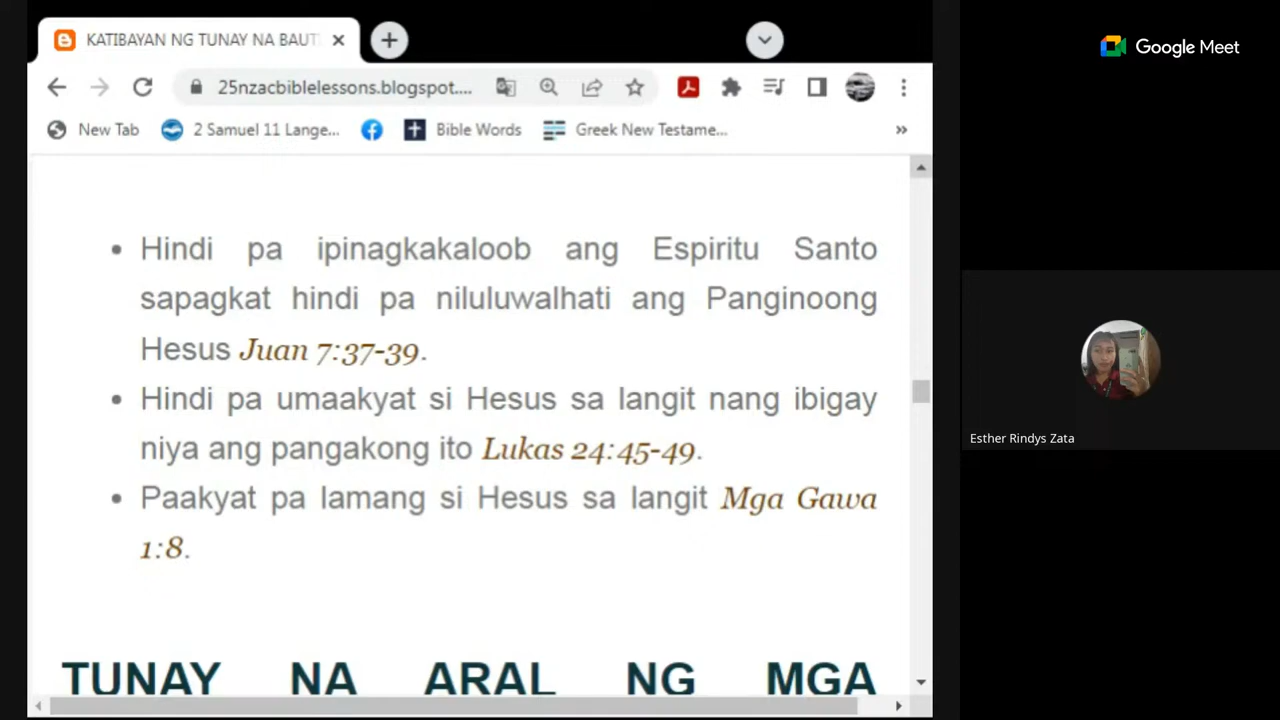 KATIBAYAN NG TUNAY NA BAUT
Google Meet
25nzacbiblelessons.blogspot....
New Tab
2 Samuel 11 Lange...
Bible Words
Greek New Testame...
»
• Hindi pa ipinagkakaloob ang Espiritu Santo
sapagkat hindi pa niluluwalhati ang Panginoong
Hesus Juan 7:37-39.
• Hindi pa umaakyat si Hesus sa langit nang ibigay
niya ang pangakong ito Lukas 24:45-49.
• Paakyat pa lamang si Hesus sa langit Mga Gawa
1:8.
TUNAY NA ARAL NG MGA
Esther Rindys Zata